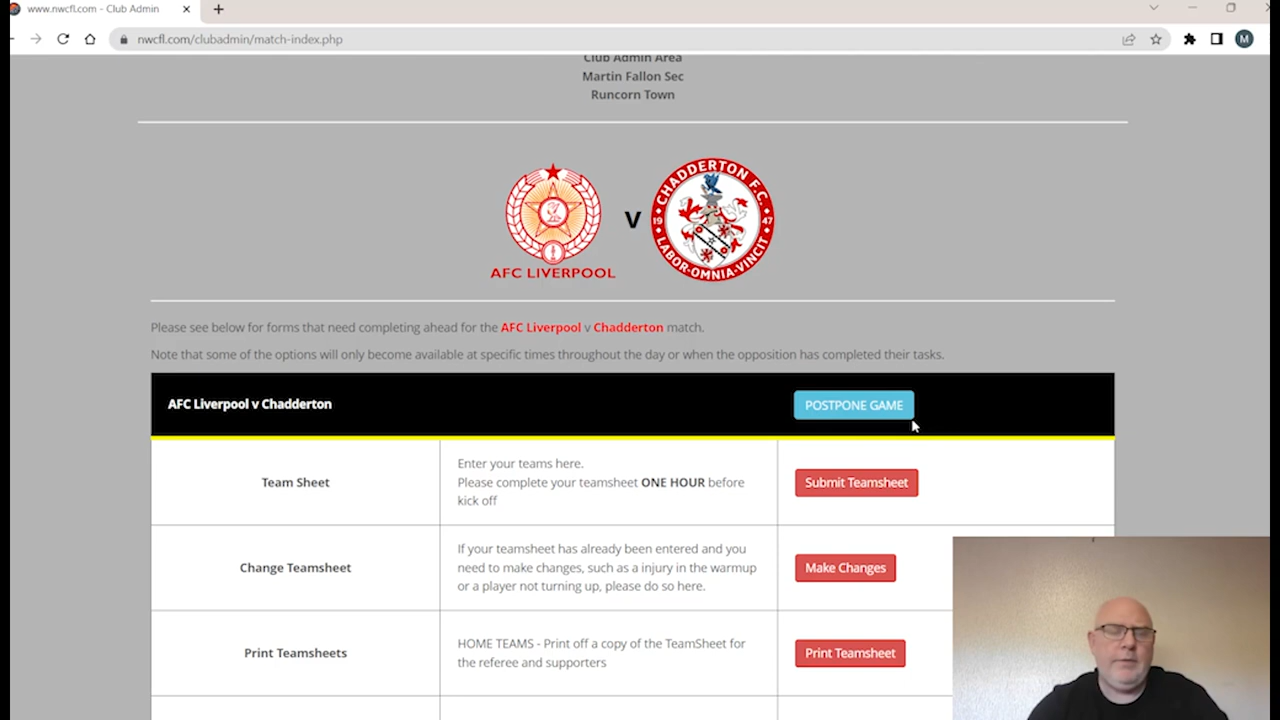 www.nwcfl.com - Club Admin
nwcfl.com/clubadmin/match-index.php
M
Club Admin Area
Martin Fallon Sec
Runcorn Town
AFC LIVERPOOL
V
CHADDERTON F.C.
19 47
LABOR-OMNIA-VINCIT
Please see below for forms that need completing ahead for the AFC Liverpool v Chadderton match.
Note that some of the options will only become available at specific times throughout the day or when the opposition has completed their tasks.
AFC Liverpool v Chadderton
POSTPONE GAME
Team Sheet
Enter your teams here.
Please complete your teamsheet ONE HOUR before
kick off
Submit Teamsheet
Change Teamsheet
If your teamsheet has already been entered and you
need to make changes, such as a injury in the warmup
or a player not turning up, please do so here.
Make Changes
Print Teamsheets
HOME TEAMS - Print off a copy of the TeamSheet for
the referee and supporters
Print Teamsheet